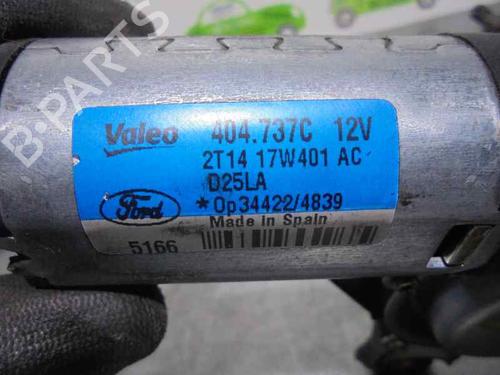 Valeo 404.737C 12V
2T14 17W401 AC
D25LA
Ford *Op34422/4839
Made in Spain
5166
B-PARTS